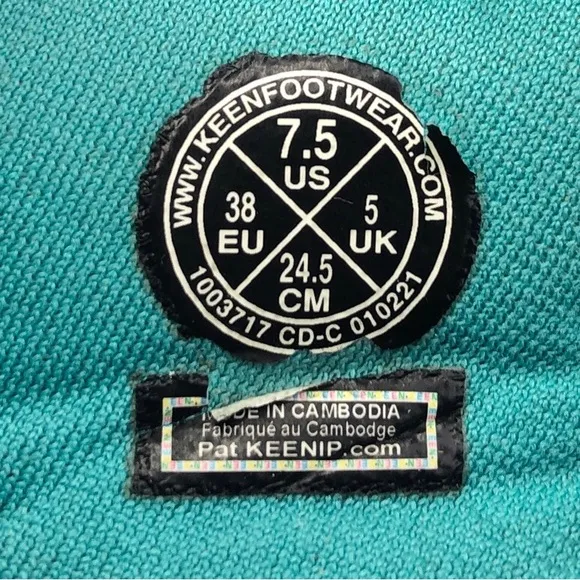 WWW.KEENFOOTWEAR.COM
7.5
US
38
EU
5
UK
24.5
CM
1003717 CD-C 010221
MADE IN CAMBODIA
Fabriqué au Cambodge
Pat KEENIP.com